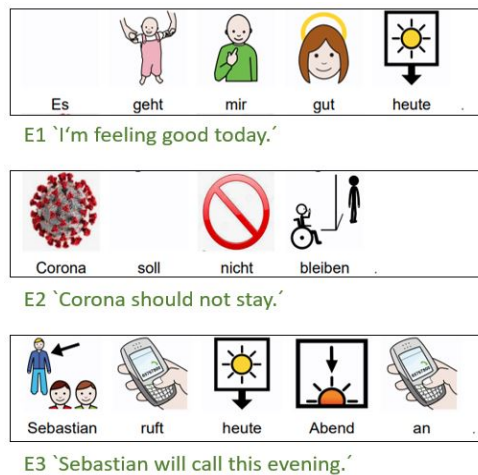 Es geht mir gut heute .
E1 `I'm feeling good today.´
Corona soll nicht bleiben .
E2 `Corona should not stay.´
Sebastian ruft heute Abend an .
E3 `Sebastian will call this evening.´